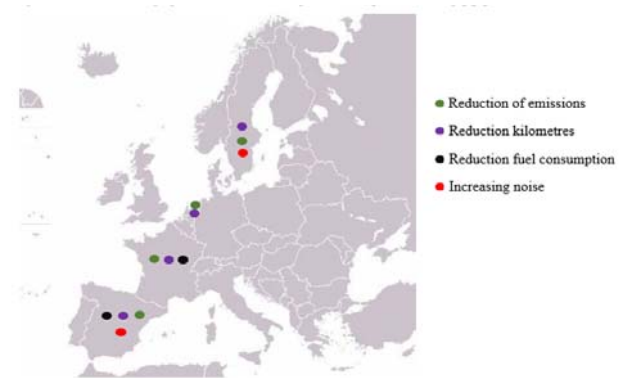 Reduction of emissions
Reduction kilometres
Reduction fuel consumption
Increasing noise